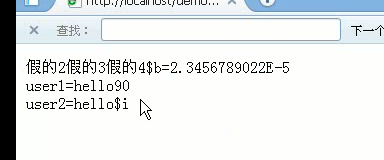 http://localhost/demo...
查找：
下一个
假的2假的3假的4$b=2.3456789022E-5
user1=hello90
user2=hello$i